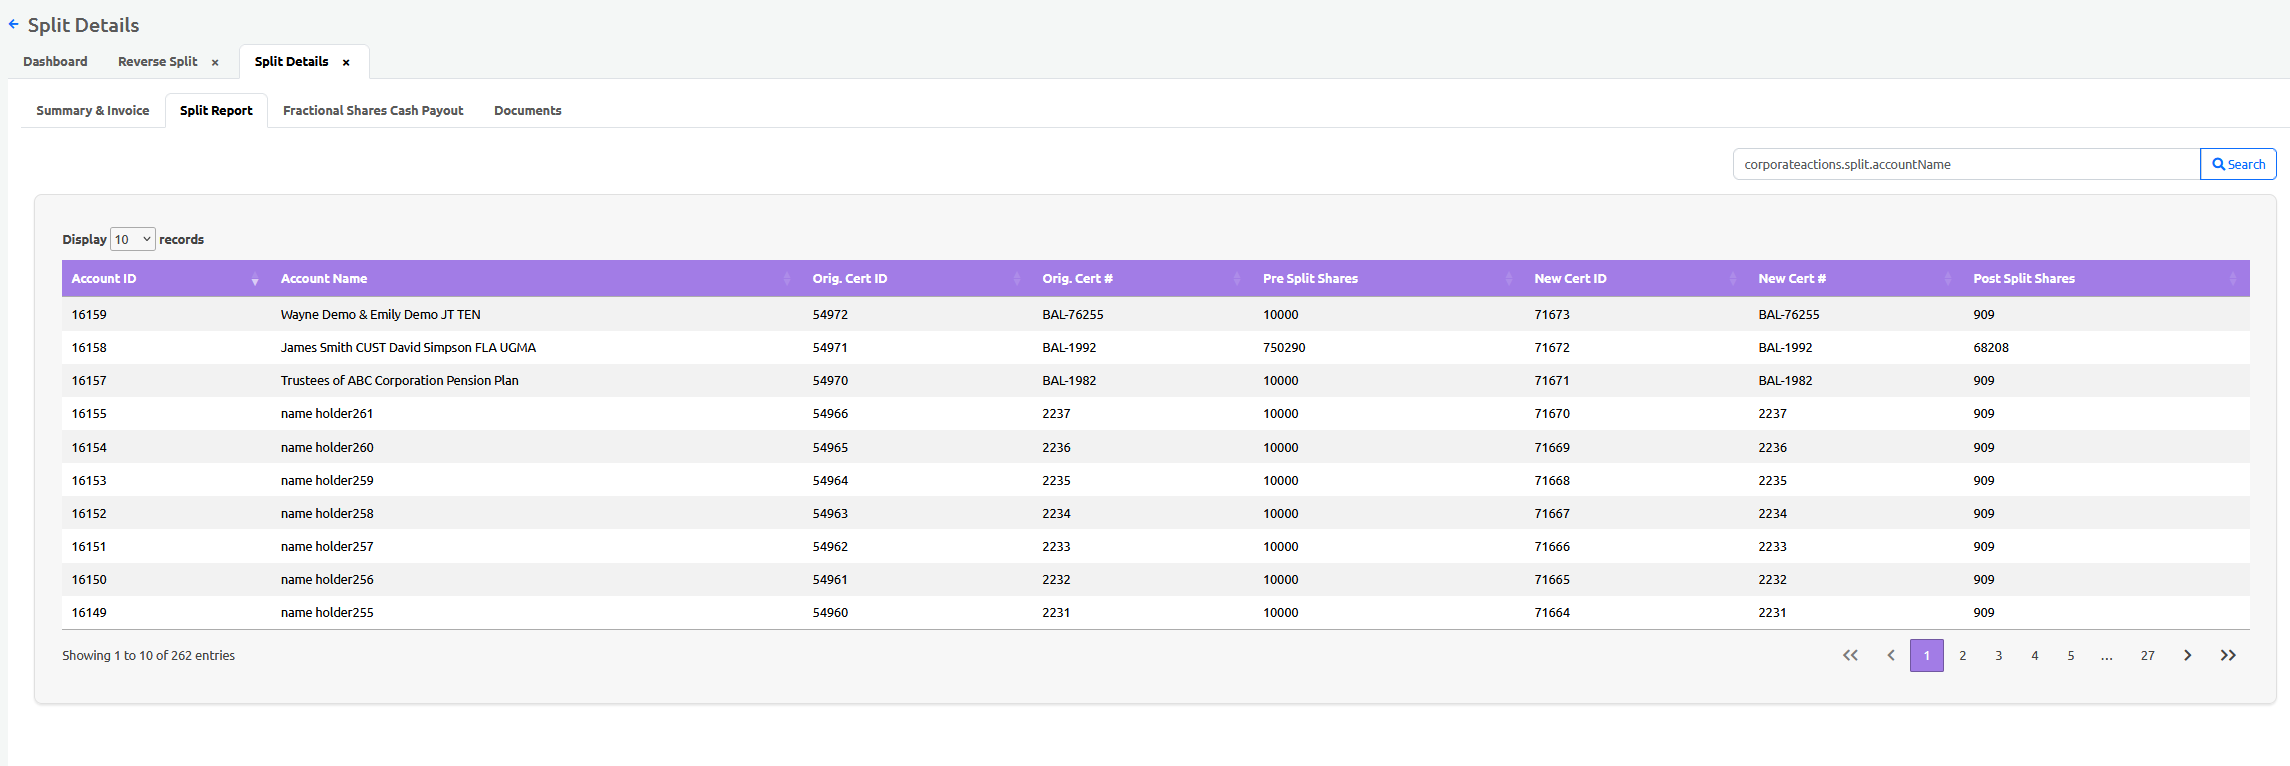 Split Details
Dashboard Reverse Split × Split Details ×
Summary & Invoice Split Report Fractional Shares Cash Payout Documents
corporateactions.split.accountName Search
Display 10 records
Account ID Account Name Orig. Cert ID Orig. Cert # Pre Split Shares New Cert ID New Cert # Post Split Shares
16159 Wayne Demo & Emily Demo JT TEN 54972 BAL-76255 10000 71673 BAL-76255 909
16158 James Smith CUST David Simpson FLA UGMA 54971 BAL-1992 750290 71672 BAL-1992 68208
16157 Trustees of ABC Corporation Pension Plan 54970 BAL-1982 10000 71671 BAL-1982 909
16155 name holder261 54966 2237 10000 71670 2237 909
16154 name holder260 54965 2236 10000 71669 2236 909
16153 name holder259 54964 2235 10000 71668 2235 909
16152 name holder258 54963 2234 10000 71667 2234 909
16151 name holder257 54962 2233 10000 71666 2233 909
16150 name holder256 54961 2232 10000 71665 2232 909
16149 name holder255 54960 2231 10000 71664 2231 909
Showing 1 to 10 of 262 entries 1 2 3 4 5 ... 27